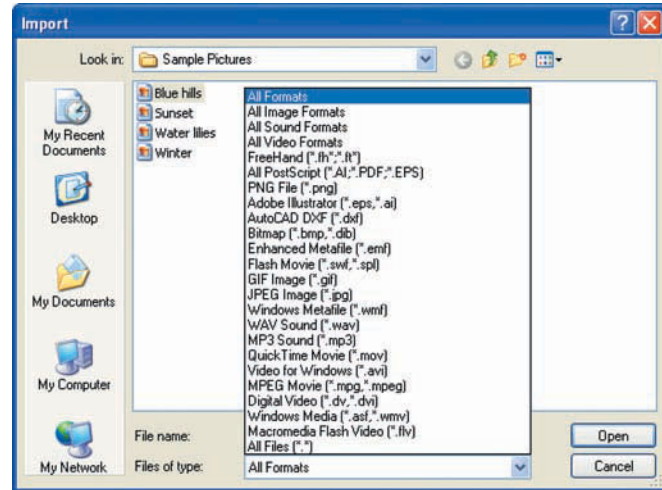 Import
Look in: Sample Pictures
My Recent Documents
Desktop
My Documents
My Computer
My Network
Blue hills
Sunset
Water lilies
Winter
All Formats
All Image Formats
All Sound Formats
All Video Formats
FreeHand (*.fh*;*.ft*)
All PostScript (*.AI;*.PDF;*.EPS)
PNG File (*.png)
Adobe Illustrator (*.eps,*.ai)
AutoCAD DXF (*.dxf)
Bitmap (*.bmp,*.dib)
Enhanced Metafile (*.emf)
Flash Movie (*.swf,*.spl)
GIF Image (*.gif)
JPEG Image (*.jpg)
Windows Metafile (*.wmf)
WAV Sound (*.wav)
MP3 Sound (*.mp3)
QuickTime Movie (*.mov)
Video for Windows (*.avi)
MPEG Movie (*.mpg,*.mpeg)
Digital Video (*.dv,*.dvi)
Windows Media (*.asf,*.wmv)
Macromedia Flash Video (*.flv)
All Files (*.*)
File name:
Open
Files of type: All Formats
Cancel